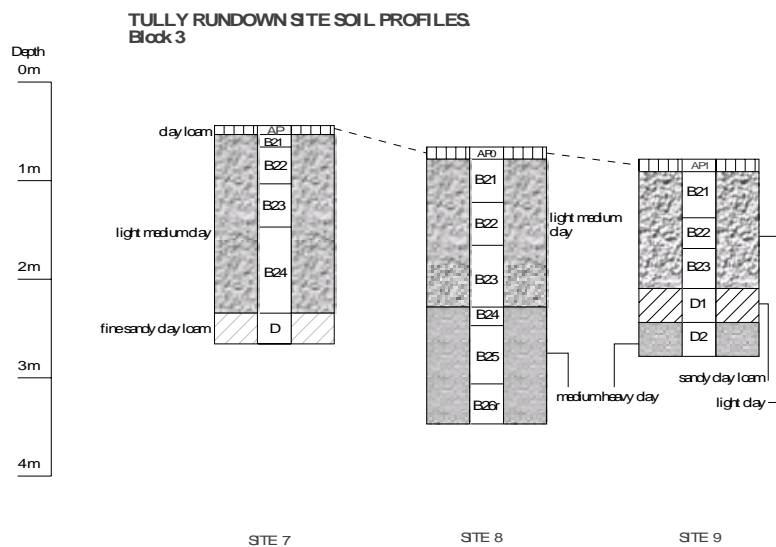 TULLY RUNDOWN SITE SOIL PROFILES.
Block 3
Depth
0m
1m
2m
3m
4m
clay loam
light medium clay
fine sandy clay loam
AP
B21
B22
B23
B24
D
SITE 7
AP0
B21
B22
B23
B24
B25
B26r
light medium
clay
medium heavy clay
SITE 8
AP1
B21
B22
B23
D1
D2
sandy clay loam
light clay
SITE 9